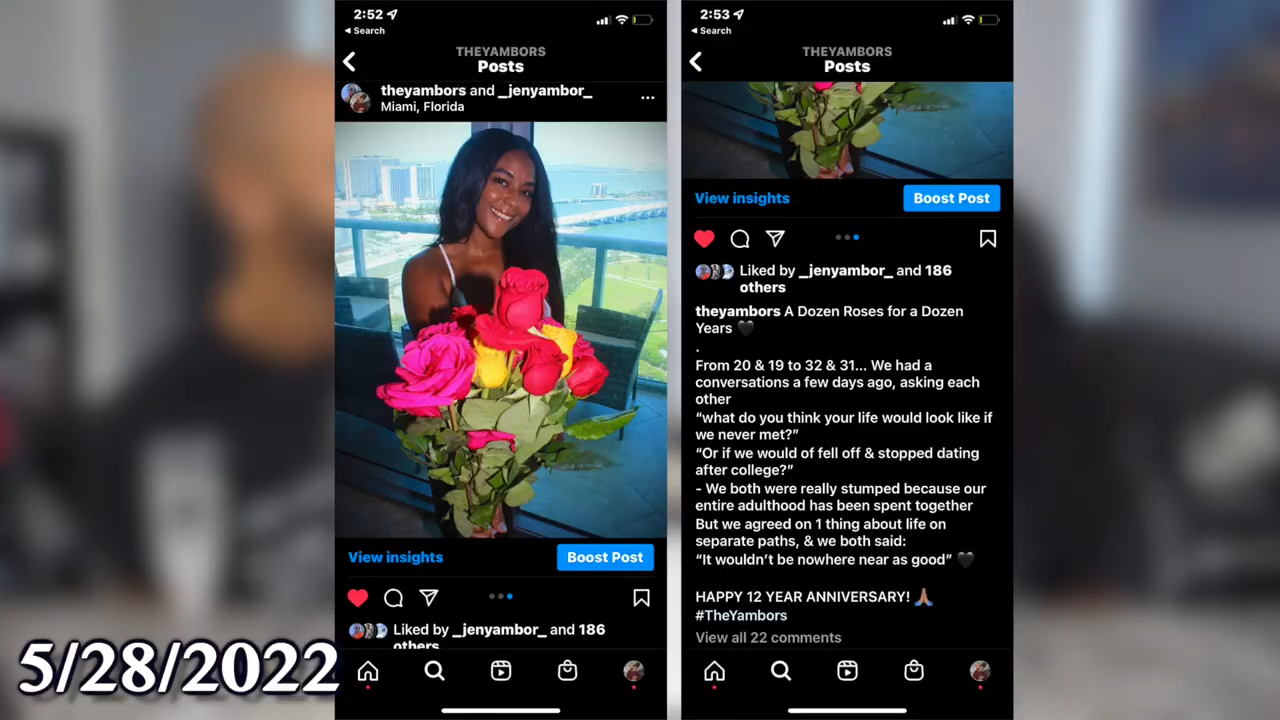 2:52
◀ Search
THEYAMBORS
Posts
theyambors and _jenyambor_
Miami, Florida
View insights
Boost Post
Liked by _jenyambor_ and 186
others
2:53
◀ Search
THEYAMBORS
Posts
View insights
Boost Post
Liked by _jenyambor_ and 186
others
theyambors A Dozen Roses for a Dozen
Years 🖤
.
From 20 & 19 to 32 & 31... We had a
conversations a few days ago, asking each
other
“what do you think your life would look like if
we never met?”
“Or if we would of fell off & stopped dating
after college?”
- We both were really stumped because our
entire adulthood has been spent together
But we agreed on 1 thing about life on
separate paths, & we both said:
“It wouldn’t be nowhere near as good” 🖤
HAPPY 12 YEAR ANNIVERSARY! 🙏🏽
#TheYambors
View all 22 comments
5/28/2022